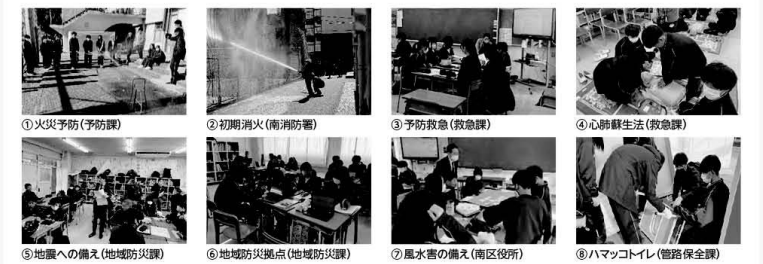 ①火災予防(予防課)
②初期消火(南消防署)
③予防救急(救急課)
④心肺蘇生法(救急課)
⑤地震への備え(地域防災課)
⑥地域防災拠点(地域防災課)
⑦風水害の備え(南区役所)
⑧ハマッコトイレ(管路保全課)